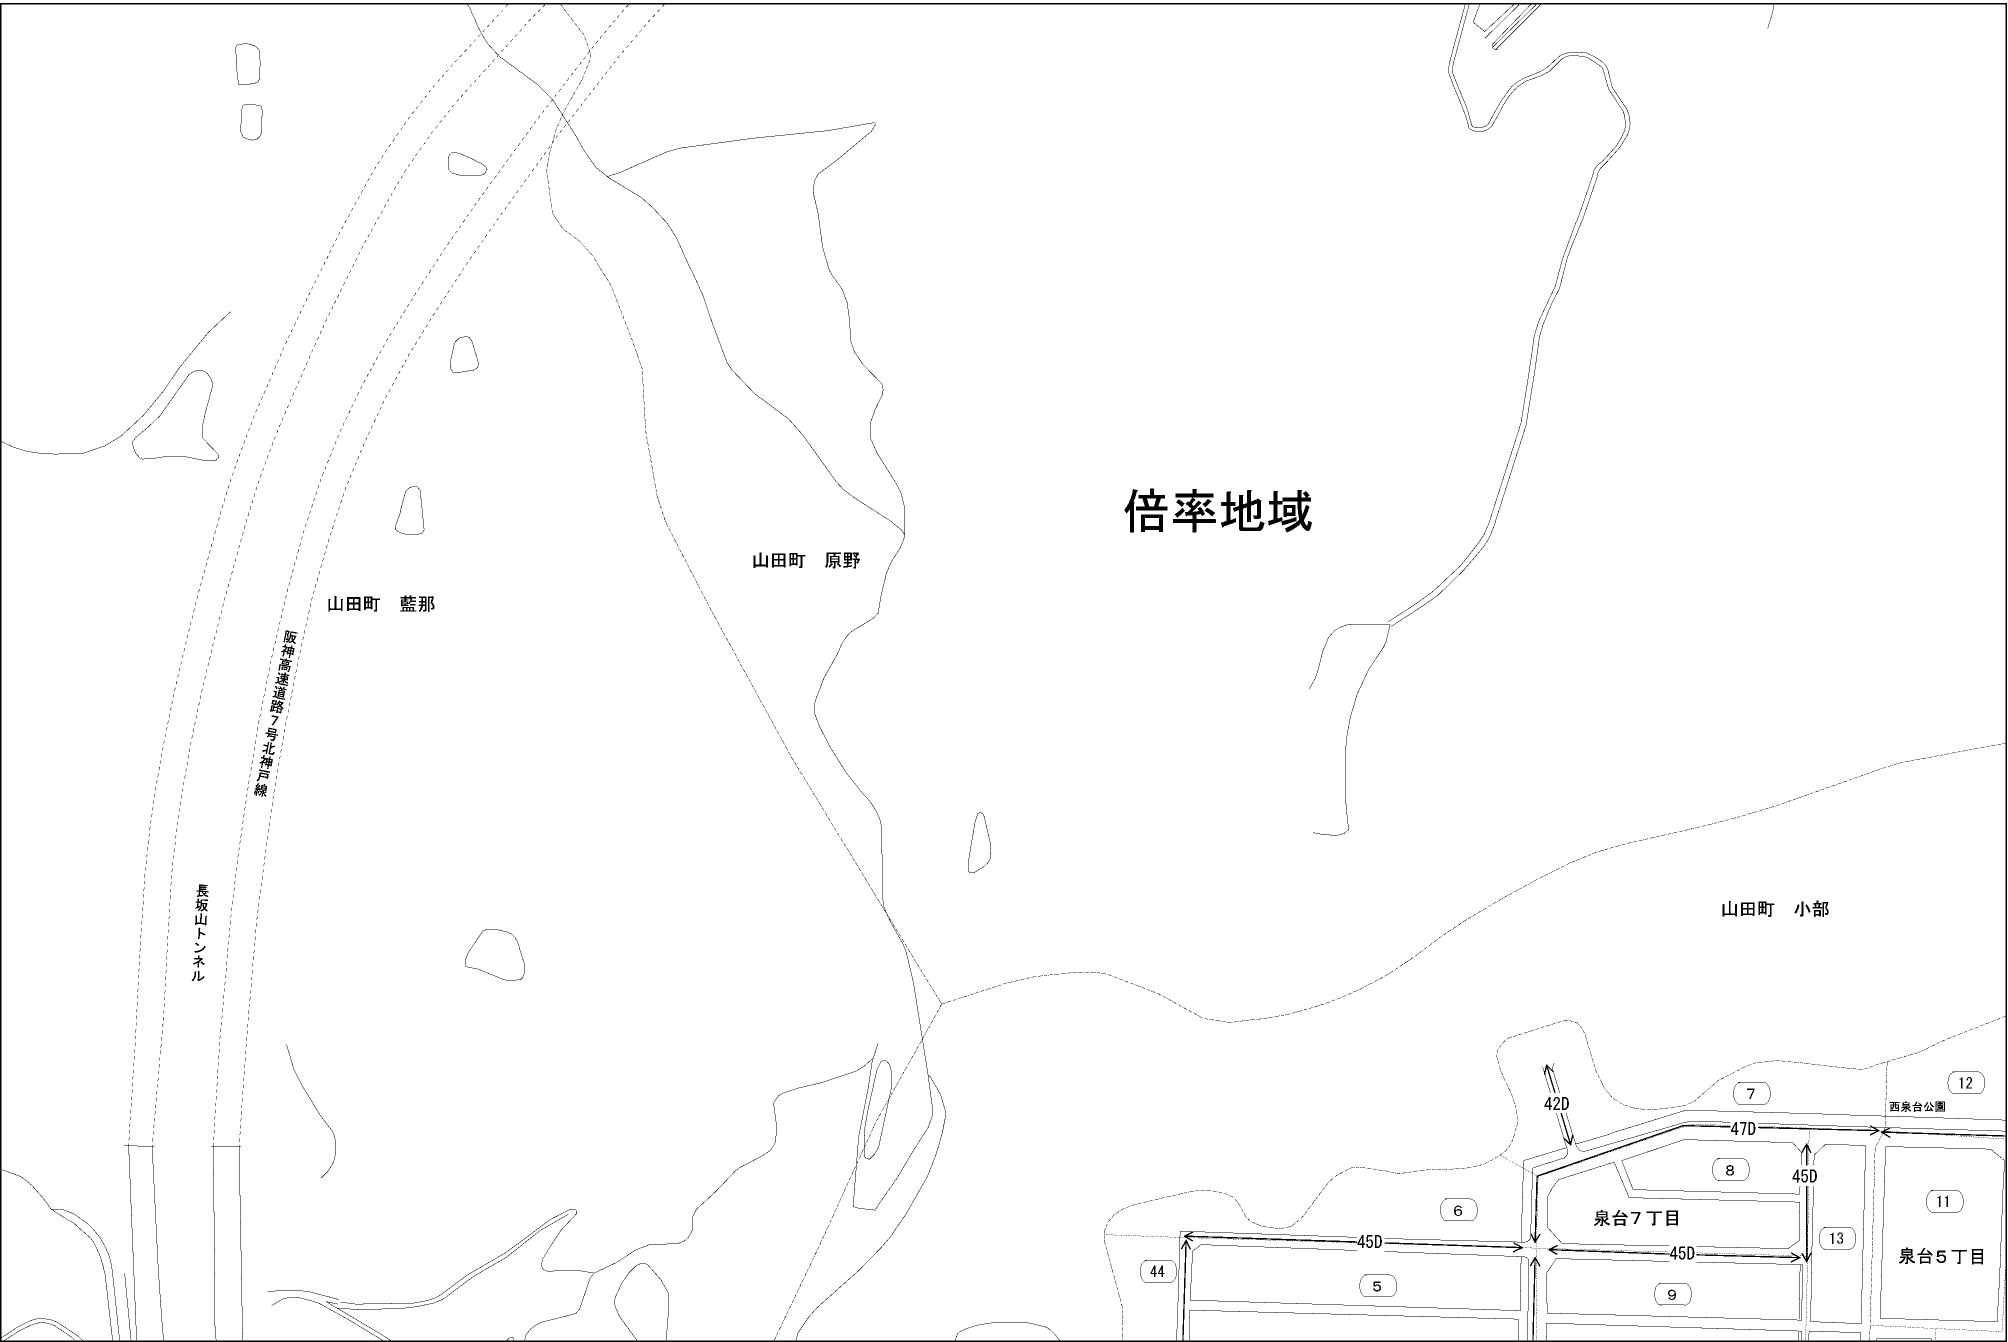 倍率地域
山田町　原野
山田町　藍那
阪神高速道路7号北神戸線
長坂山トンネル
山田町　小部
42D
7
12
西泉台公園
47D
8
45D
11
6
泉台7丁目
13
45D
45D
泉台5丁目
44
5
9